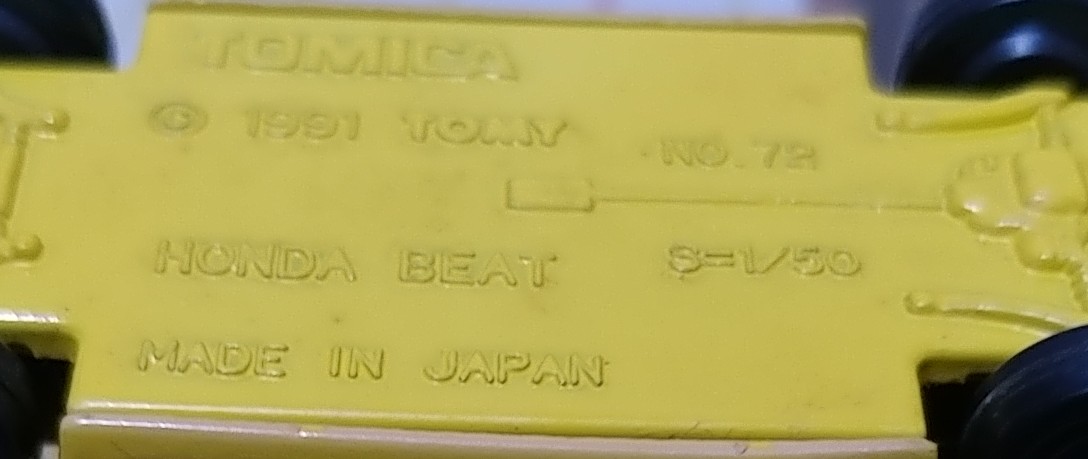 TOMICA
© 1991 TOMY
NO.72
HONDA BEAT S=1/50
MADE IN JAPAN